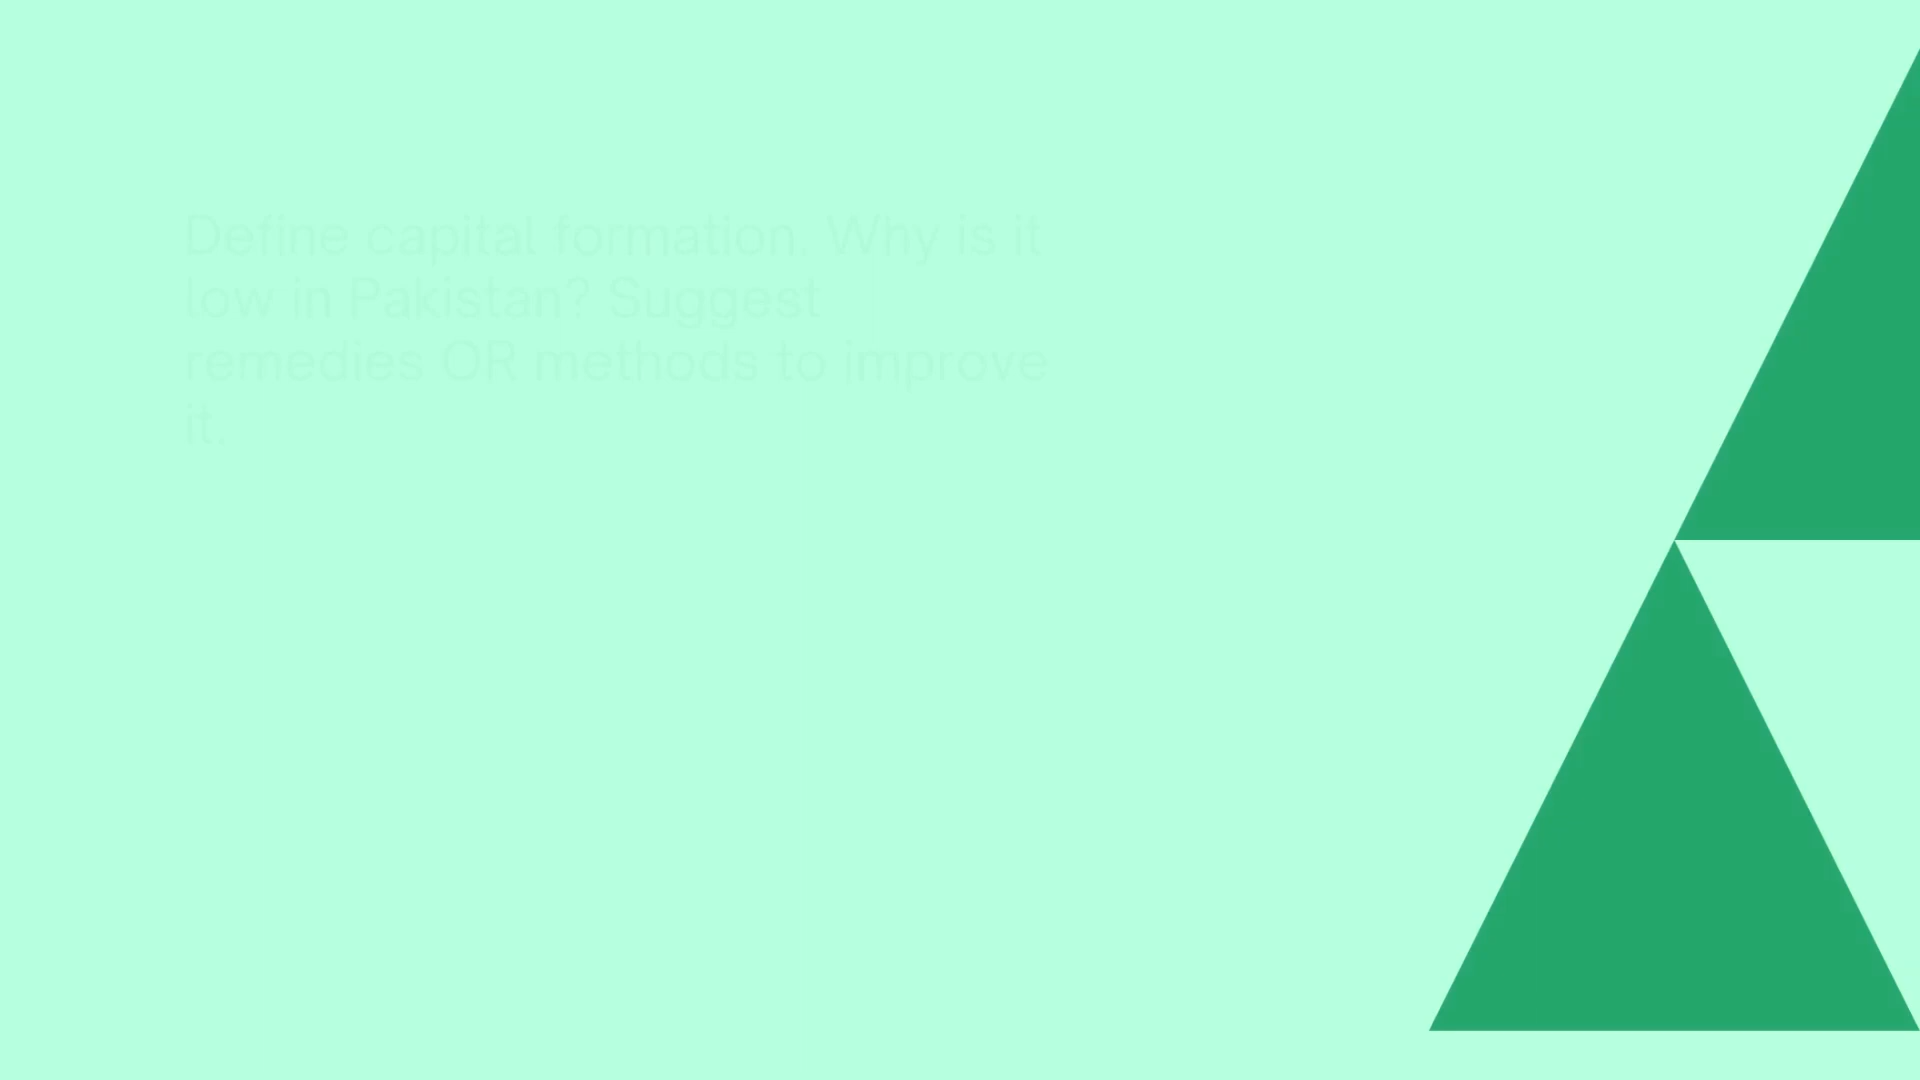 Define capital formation. Why is it
low in Pakistan? Suggest
remedies OR methods to improve
it.